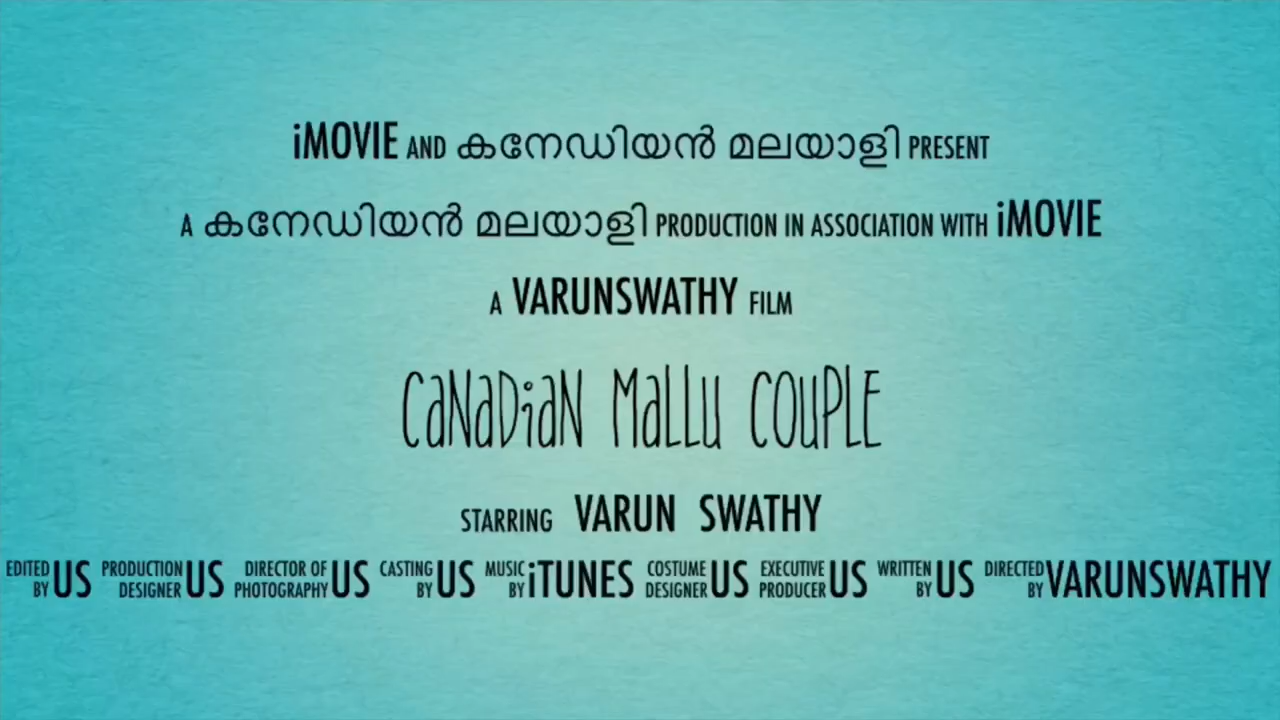 iMOVIE AND കനേഡിയൻ മലയാളി PRESENT
A കനേഡിയൻ മലയാളി PRODUCTION IN ASSOCIATION WITH iMOVIE
A VARUNSWATHY FILM
CaNaDiaN MaLLu COuPLE
STARRING VARUN SWATHY
EDITED BY US PRODUCTION DESIGNER US DIRECTOR OF PHOTOGRAPHY US CASTING BY US MUSIC BY iTUNES COSTUME DESIGNER US EXECUTIVE PRODUCER US WRITTEN BY US DIRECTED BY VARUNSWATHY